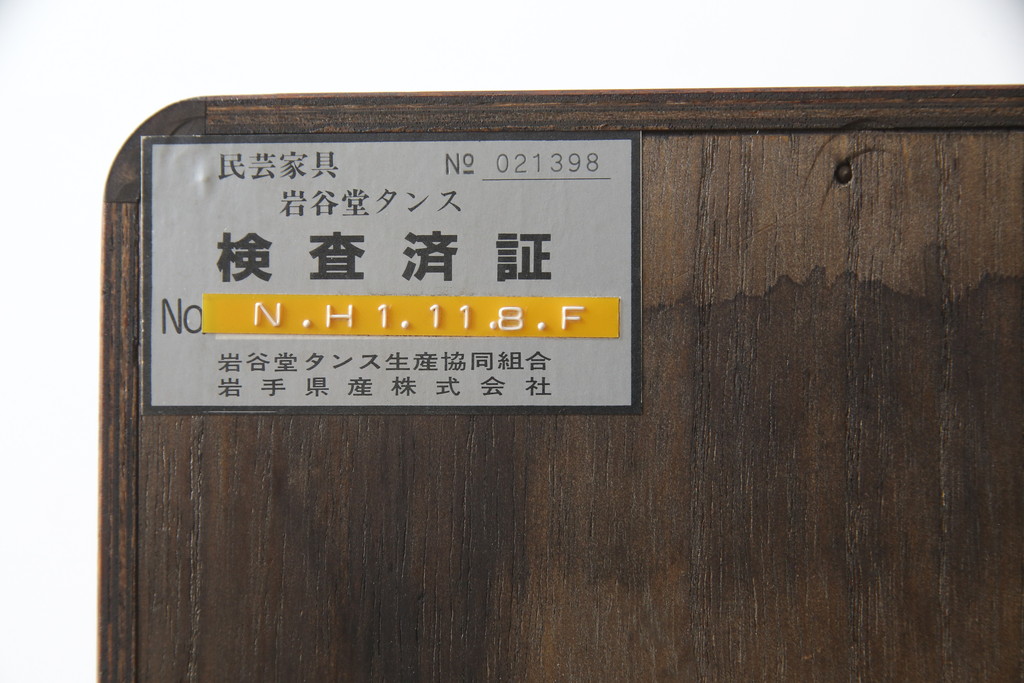 民芸家具 № 021398
岩谷堂タンス
検査済証
No. N.H1.11.8.F
岩谷堂タンス生産協同組合
岩手県産株式会社